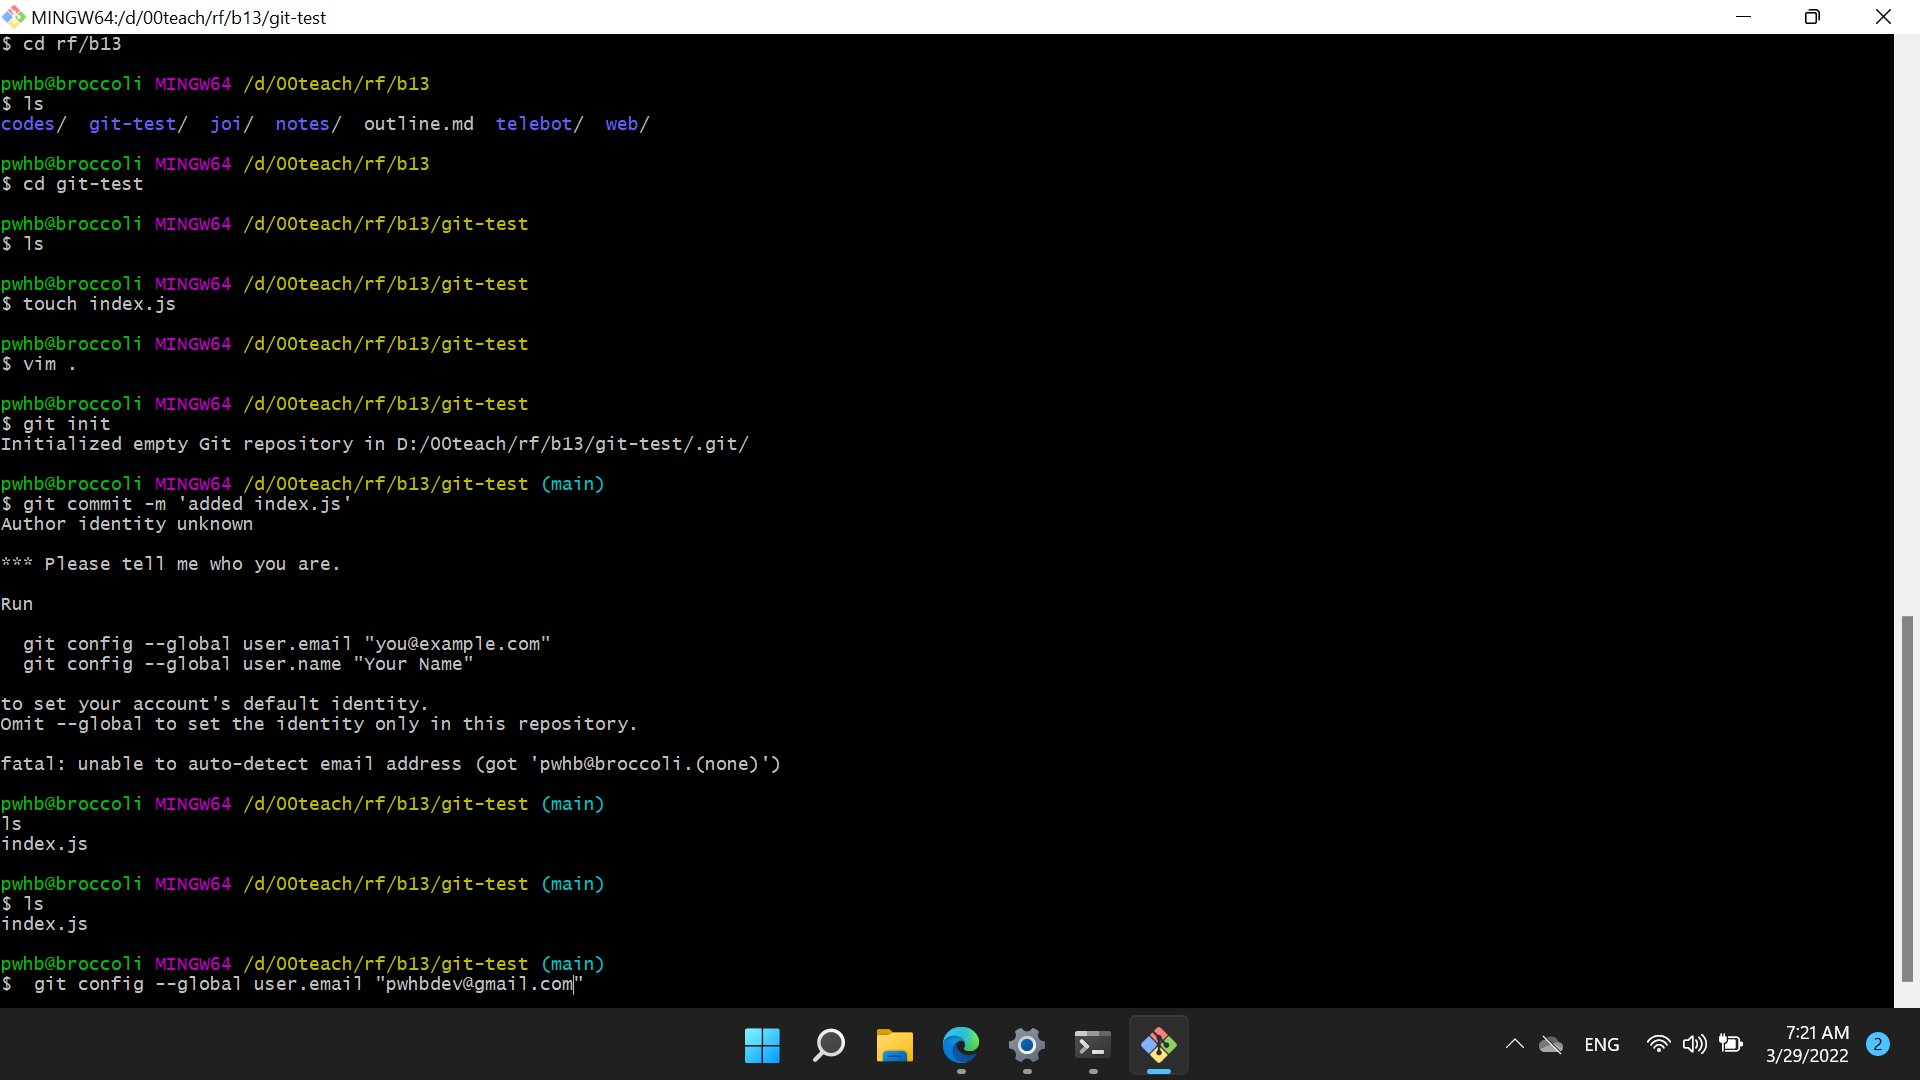 MINGW64:/d/00teach/rf/b13/git-test
$ cd rf/b13
pwhb@broccoli MINGW64 /d/00teach/rf/b13
$ ls
codes/  git-test/  joi/  notes/  outline.md  telebot/  web/
pwhb@broccoli MINGW64 /d/00teach/rf/b13
$ cd git-test
pwhb@broccoli MINGW64 /d/00teach/rf/b13/git-test
$ ls
pwhb@broccoli MINGW64 /d/00teach/rf/b13/git-test
$ touch index.js
pwhb@broccoli MINGW64 /d/00teach/rf/b13/git-test
$ vim .
pwhb@broccoli MINGW64 /d/00teach/rf/b13/git-test
$ git init
Initialized empty Git repository in D:/00teach/rf/b13/git-test/.git/
pwhb@broccoli MINGW64 /d/00teach/rf/b13/git-test (main)
$ git commit -m 'added index.js'
Author identity unknown
*** Please tell me who you are.
Run
  git config --global user.email "you@example.com"
  git config --global user.name "Your Name"
to set your account's default identity.
Omit --global to set the identity only in this repository.
fatal: unable to auto-detect email address (got 'pwhb@broccoli.(none)')
pwhb@broccoli MINGW64 /d/00teach/rf/b13/git-test (main)
ls
index.js
pwhb@broccoli MINGW64 /d/00teach/rf/b13/git-test (main)
$ ls
index.js
pwhb@broccoli MINGW64 /d/00teach/rf/b13/git-test (main)
$  git config --global user.email "pwhbdev@gmail.com"
ENG
7:21 AM
3/29/2022
2